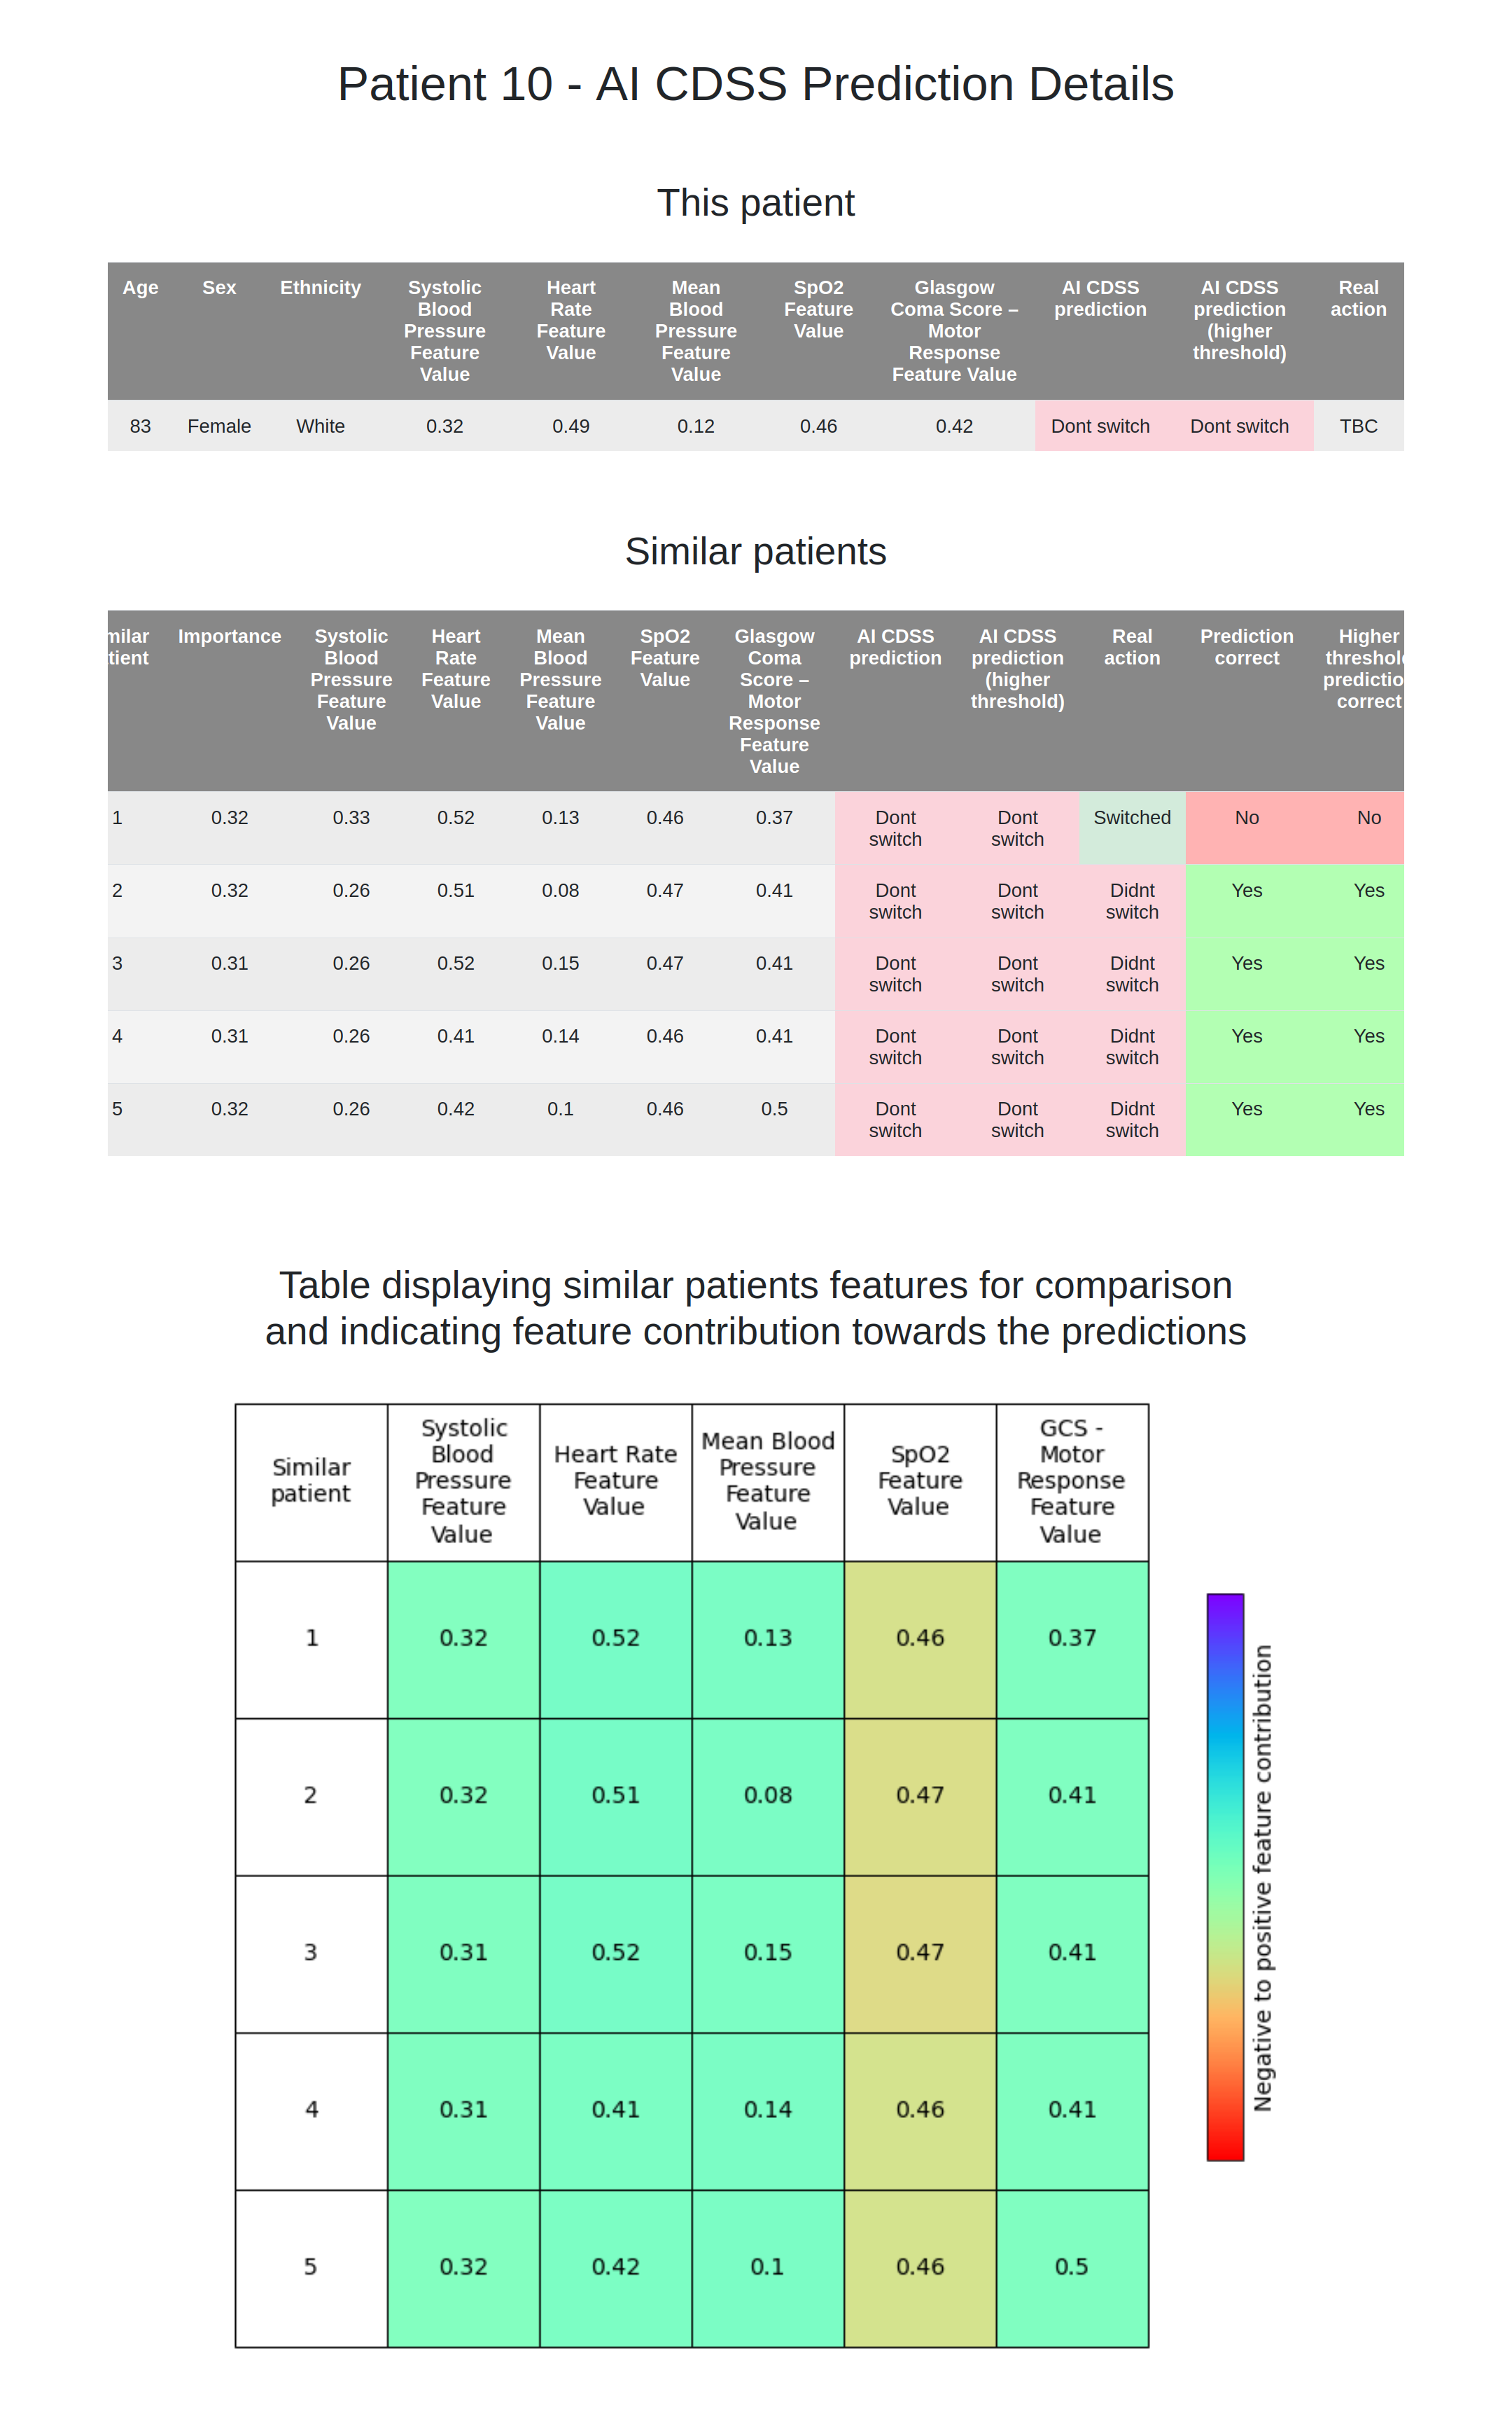 Patient 10 - AI CDSS Prediction Details
This patient
Age Sex Ethnicity Systolic Blood Pressure Feature Value Heart Rate Feature Value Mean Blood Pressure Feature Value SpO2 Feature Value Glasgow Coma Score – Motor Response Feature Value AI CDSS prediction AI CDSS prediction (higher threshold) Real action
83 Female White 0.32 0.49 0.12 0.46 0.42 Dont switch Dont switch TBC
Similar patients
milar tient Importance Systolic Blood Pressure Feature Value Heart Rate Feature Value Mean Blood Pressure Feature Value SpO2 Feature Value Glasgow Coma Score – Motor Response Feature Value AI CDSS prediction AI CDSS prediction (higher threshold) Real action Prediction correct Higher threshold predictio correct
1 0.32 0.33 0.52 0.13 0.46 0.37 Dont switch Dont switch Switched No No
2 0.32 0.26 0.51 0.08 0.47 0.41 Dont switch Dont switch Didnt switch Yes Yes
3 0.31 0.26 0.52 0.15 0.47 0.41 Dont switch Dont switch Didnt switch Yes Yes
4 0.31 0.26 0.41 0.14 0.46 0.41 Dont switch Dont switch Didnt switch Yes Yes
5 0.32 0.26 0.42 0.1 0.46 0.5 Dont switch Dont switch Didnt switch Yes Yes
Table displaying similar patients features for comparison
and indicating feature contribution towards the predictions
Similar patient Systolic Blood Pressure Feature Value Heart Rate Feature Value Mean Blood Pressure Feature Value SpO2 Feature Value GCS - Motor Response Feature Value
1 0.32 0.52 0.13 0.46 0.37
2 0.32 0.51 0.08 0.47 0.41
3 0.31 0.52 0.15 0.47 0.41
4 0.31 0.41 0.14 0.46 0.41
5 0.32 0.42 0.1 0.46 0.5
Negative to positive feature contribution